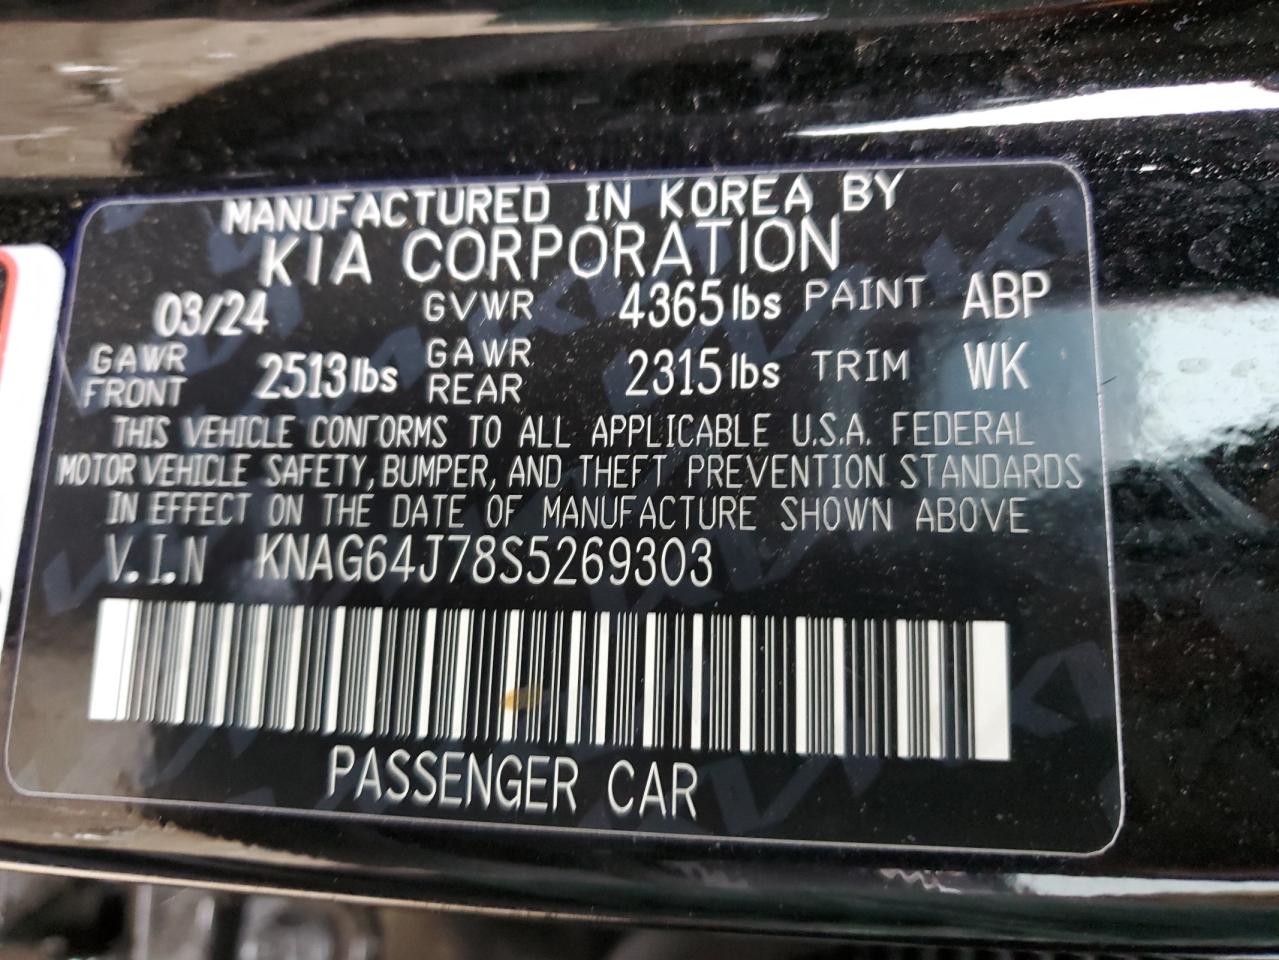 MANUFACTURED IN KOREA BY
KIA CORPORATION
03/24 GVWR 4365 lbs PAINT ABP
GAWR FRONT 2513 lbs GAWR REAR 2315 lbs TRIM WK
THIS VEHICLE CONFORMS TO ALL APPLICABLE U.S.A. FEDERAL
MOTOR VEHICLE SAFETY, BUMPER, AND THEFT PREVENTION STANDARDS
IN EFFECT ON THE DATE OF MANUFACTURE SHOWN ABOVE
V.I.N KNAG64J78S5269303
PASSENGER CAR